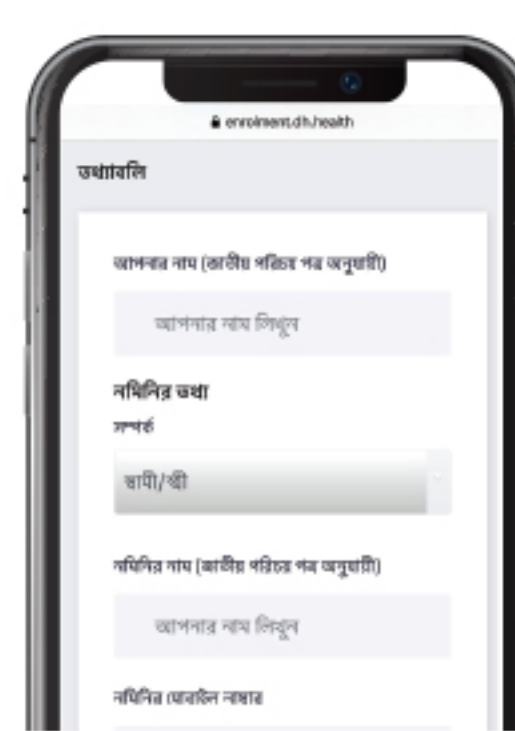 enrolment.dh.health
তথ্যাবলি
আপনার নাম (জাতীয় পরিচয় পত্র অনুযায়ী)
আপনার নাম লিখুন
নমিনির তথ্য
সম্পর্ক
স্বামী/স্ত্রী
নমিনির নাম (জাতীয় পরিচয় পত্র অনুযায়ী)
আপনার নাম লিখুন
নমিনির মোবাইল নাম্বার